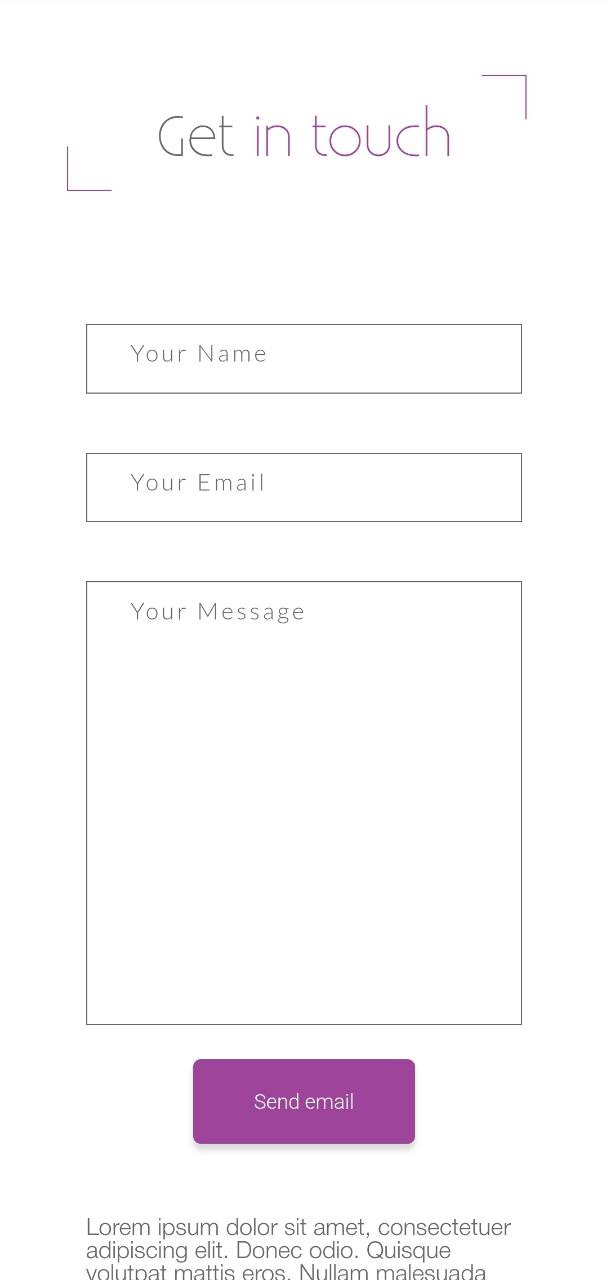 Get in touch
Your Name
Your Email
Your Message
Send email
Lorem ipsum dolor sit amet, consectetuer
adipiscing elit. Donec odio. Quisque
volutpat mattis eros. Nullam malesuada